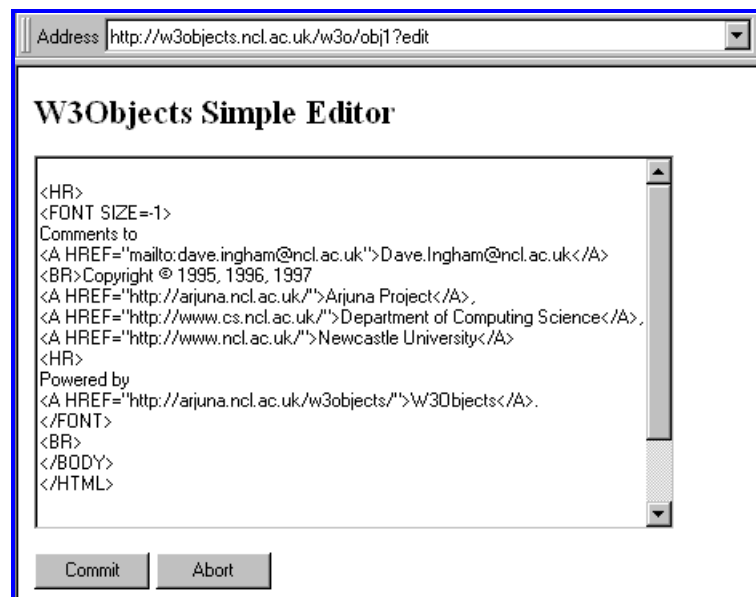 Address http://w3objects.ncl.ac.uk/w3o/obj1?edit
W3Objects Simple Editor
<HR>
<FONT SIZE=-1>
Comments to
<A HREF="mailto:dave.ingham@ncl.ac.uk">Dave.Ingham@ncl.ac.uk</A>
<BR>Copyright © 1995, 1996, 1997
<A HREF="http://arjuna.ncl.ac.uk/">Arjuna Project</A>,
<A HREF="http://www.cs.ncl.ac.uk/">Department of Computing Science</A>,
<A HREF="http://www.ncl.ac.uk/">Newcastle University</A>
<HR>
Powered by
<A HREF="http://arjuna.ncl.ac.uk/w3objects/">W3Objects</A>.
</FONT>
<BR>
</BODY>
</HTML>
Commit Abort